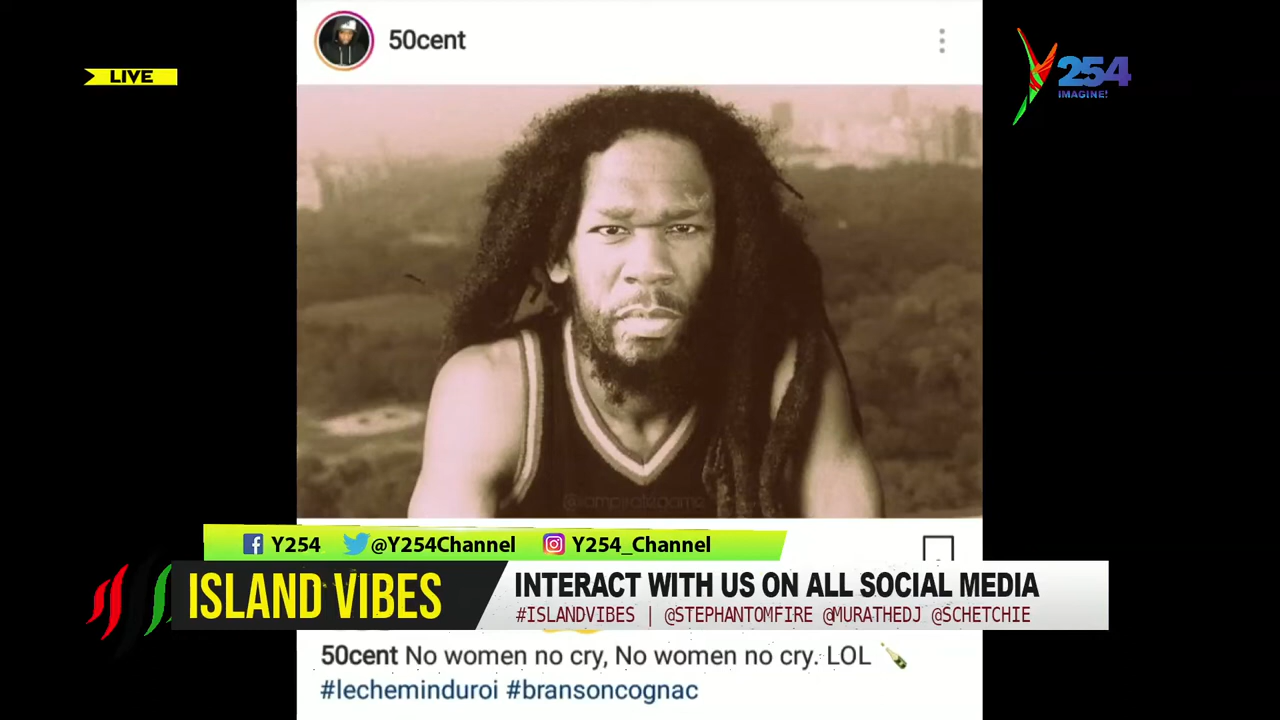 50cent
LIVE
254
IMAGINE!
Y254 @Y254Channel Y254_Channel
ISLAND VIBES
INTERACT WITH US ON ALL SOCIAL MEDIA
#ISLANDVIBES | @STEPHANTOMFIRE @MURATHEDJ @SCHETCHIE
50cent No women no cry, No women no cry. LOL
#lecheminduroi #bransoncognac